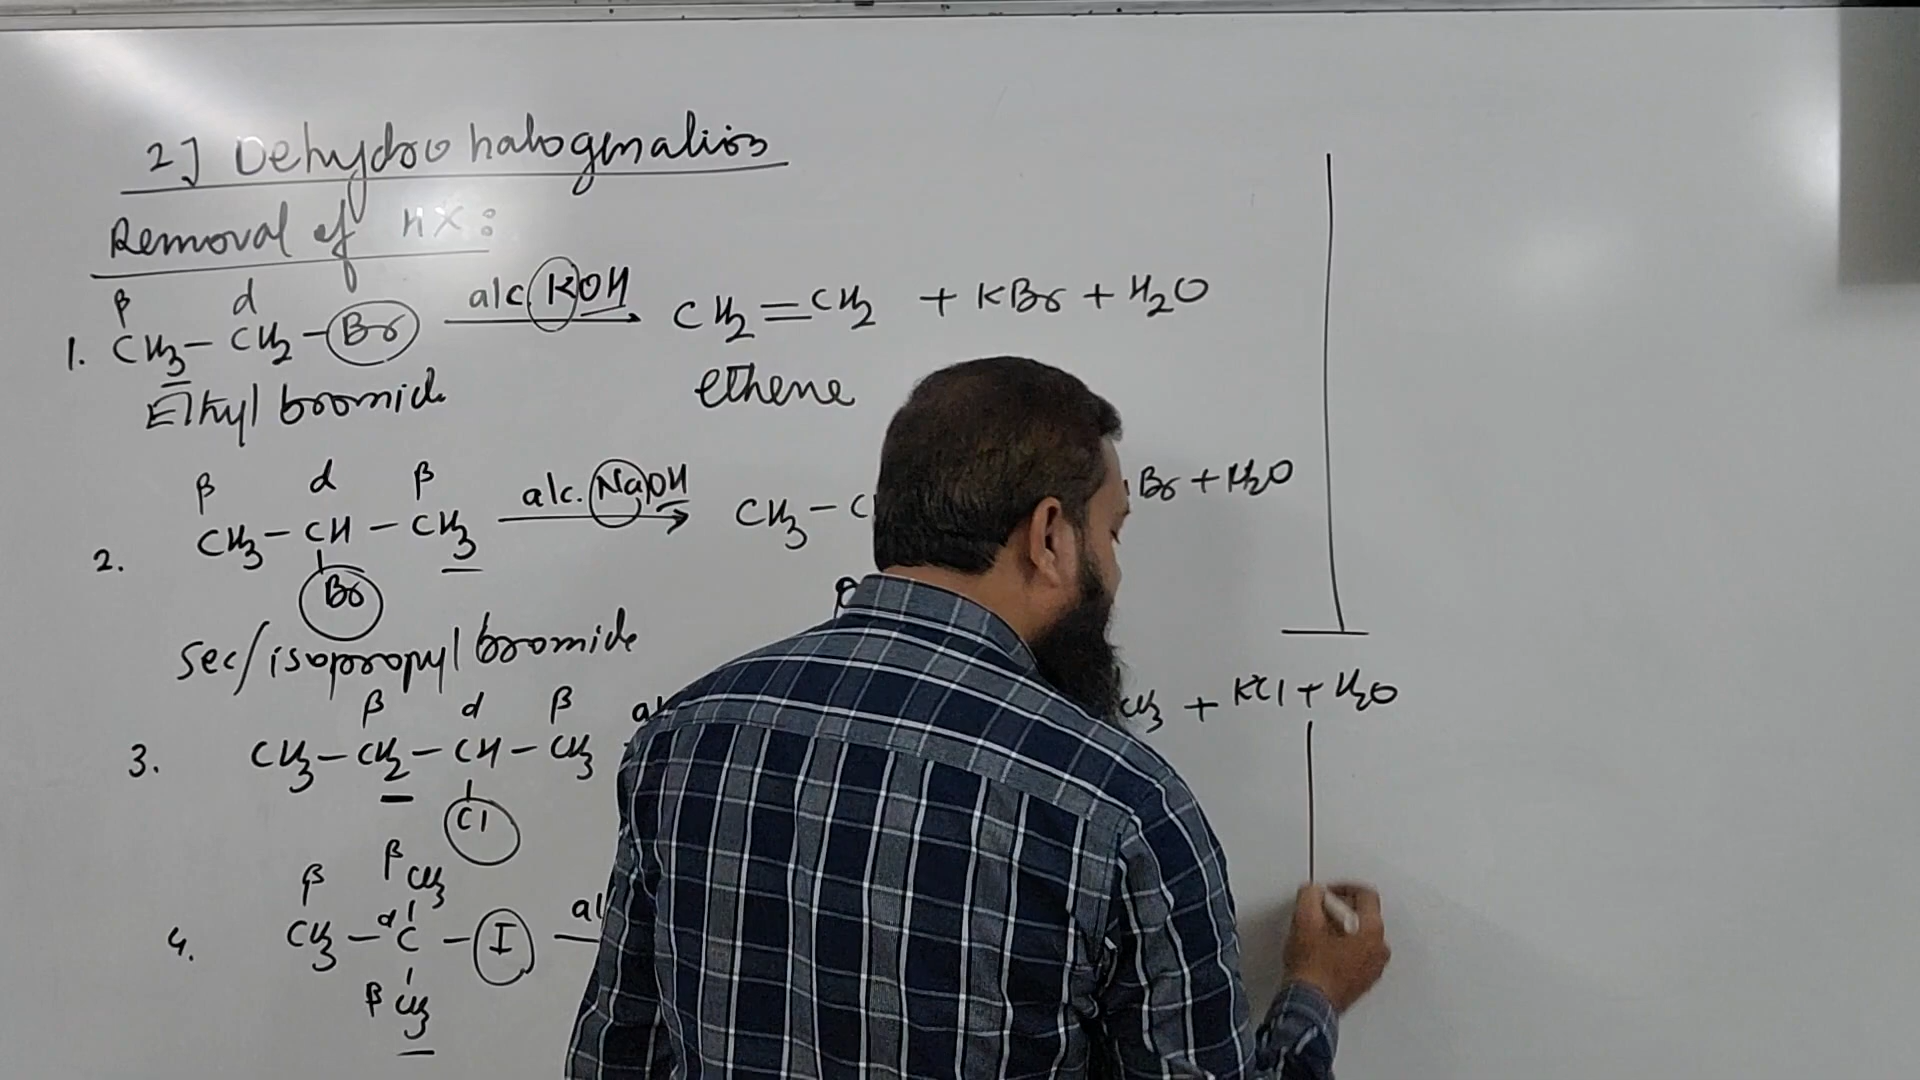 2] Dehydrohalogenation
Removal of HX:
β α
1. CH3 - CH2 - Br alc. KOH → CH2 = CH2 + KBr + H2O
Ethyl bromide ethene
β α β
2. CH3 - CH - CH3 alc. NaOH → CH3 - C Br + H2O
Br
Sec/isopropyl bromide
β α β
3. CH3 - CH2 - CH - CH3 CH3 + KCl + H2O
Cl
β β CH3
4. CH3 - α C - I al
β CH3